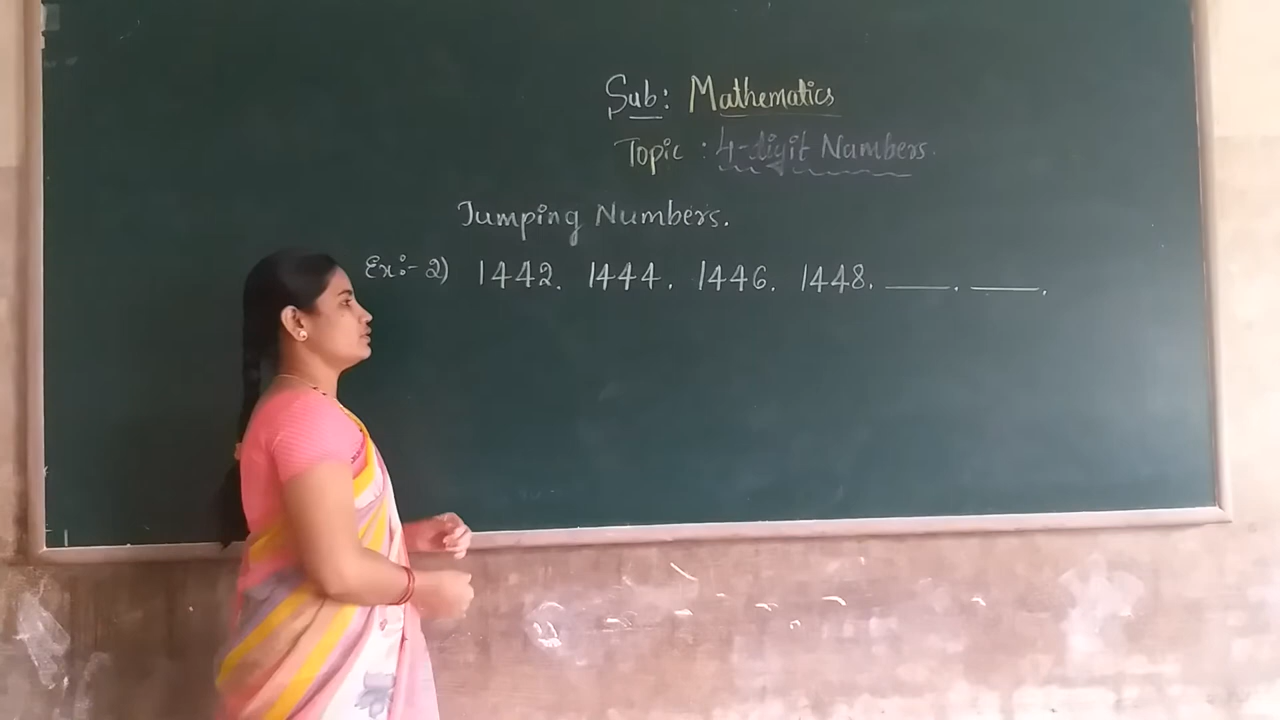 Sub: Mathematics
Topic : 4-digit Numbers.
Jumping Numbers.
Ex:- 2) 1442. 1444. 1446. 1448. ____. ____.